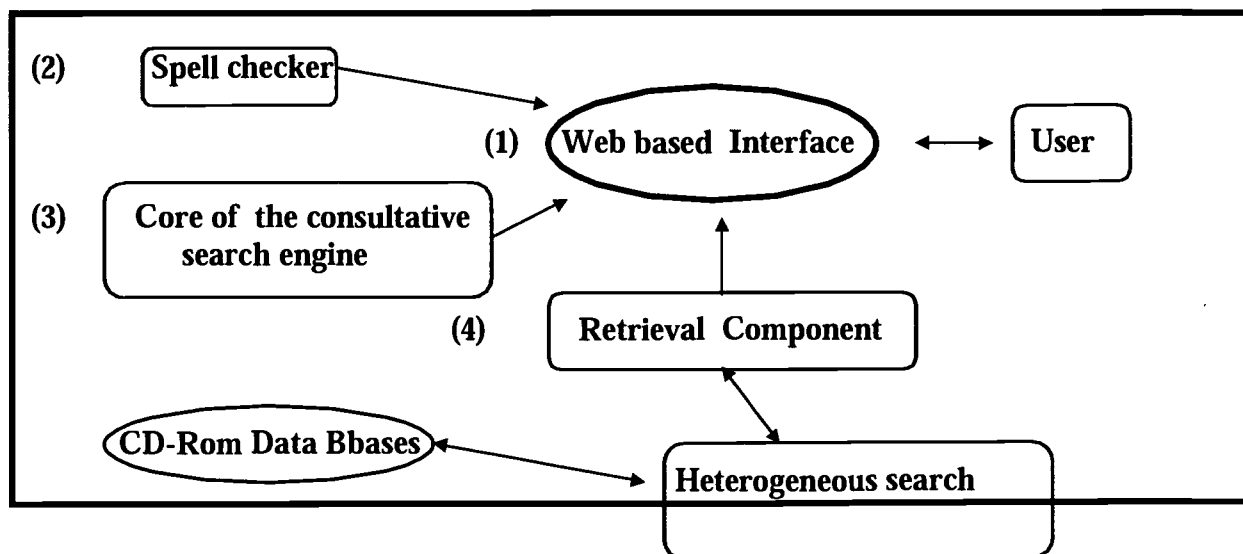 (2) Spell checker
(1) Web based Interface
User
(3) Core of the consultative
search engine
(4) Retrieval Component
CD-Rom Data Bbases
Heterogeneous search